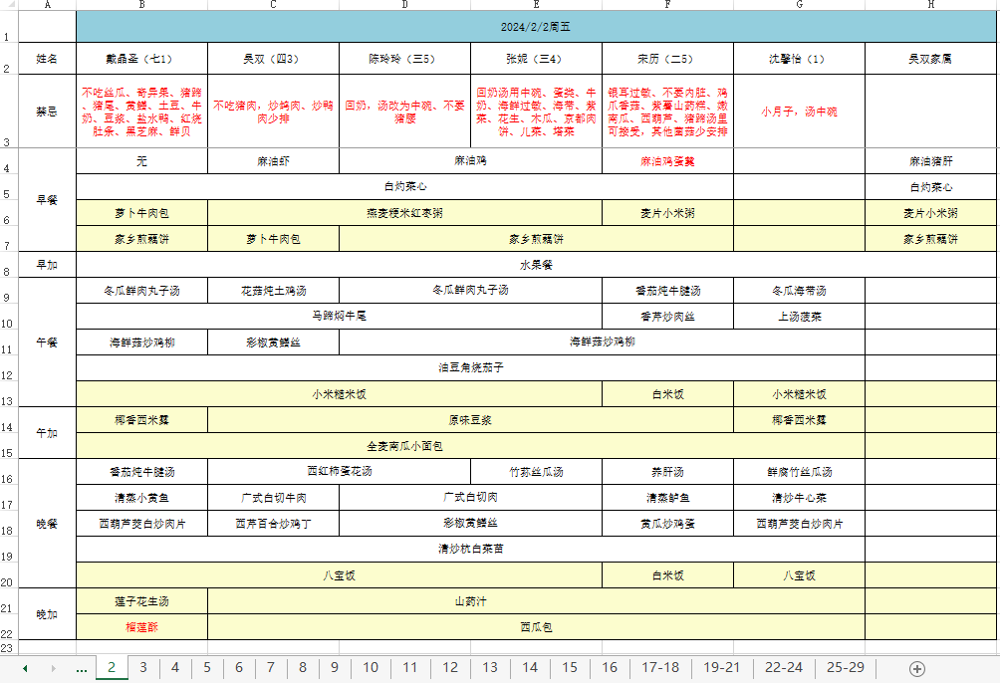 A B C D E F G H
1 2024/2/2周五
2 姓名 戴晶圣（七1） 吴双（四3） 陈玲玲（三5） 张妮（三4） 宋历（二5） 沈馨怡（1） 吴双家属
不吃丝瓜、奇异果、猪蹄
、猪尾、黄鳝、土豆、牛
奶、豆浆、盐水鸭、红烧
肚条、黑芝麻、鲜贝
不吃猪肉，炒鸡肉、炒鸭
肉少排
回奶，汤改为中碗、不要
猪腰
回奶汤用中碗、蛋类、牛
奶、海鲜过敏、海带、紫
菜、花生、木瓜、京都肉
饼、儿菜、塔菜
银耳过敏、不要内脏、鸡
爪香菇、紫薯山药糕、嫩
南瓜、西葫芦、猪蹄汤里
可接受，其他菌菇少安排
小月子，汤中碗
3 禁忌
4 无 麻油虾 麻油鸡 麻油鸡蛋羹 麻油猪肝
5 早餐 白灼菜心 白灼菜心
6 萝卜牛肉包 燕麦粳米红枣粥 麦片小米粥 麦片小米粥
7 家乡煎藕饼 萝卜牛肉包 家乡煎藕饼 家乡煎藕饼
8 早加 水果餐
9 冬瓜鲜肉丸子汤 花菇炖土鸡汤 冬瓜鲜肉丸子汤 番茄炖牛腱汤 冬瓜海带汤
10 马蹄焖牛尾 香芹炒肉丝 上汤菠菜
11 午餐 海鲜菇炒鸡柳 彩椒黄鳝丝 海鲜菇炒鸡柳
12 油豆角烧茄子
13 小米糙米饭 白米饭 小米糙米饭
14 午加 椰香西米露 原味豆浆 椰香西米露
15 全麦南瓜小面包
16 番茄炖牛腱汤 西红柿蛋花汤 竹荪丝瓜汤 养肝汤 鲜腐竹丝瓜汤
17 清蒸小黄鱼 广式白切牛肉 广式白切肉 清蒸鲈鱼 清炒牛心菜
18 晚餐 西葫芦茭白炒肉片 西芹百合炒鸡丁 彩椒黄鳝丝 黄瓜炒鸡蛋 西葫芦茭白炒肉片
19 清炒杭白菜苗
20 八宝饭 白米饭 八宝饭
21 晚加 莲子花生汤 山药汁
22 榴莲酥 西瓜包
23
... 2 3 4 5 6 7 8 9 10 11 12 13 14 15 16 17-18 19-21 22-24 25-29